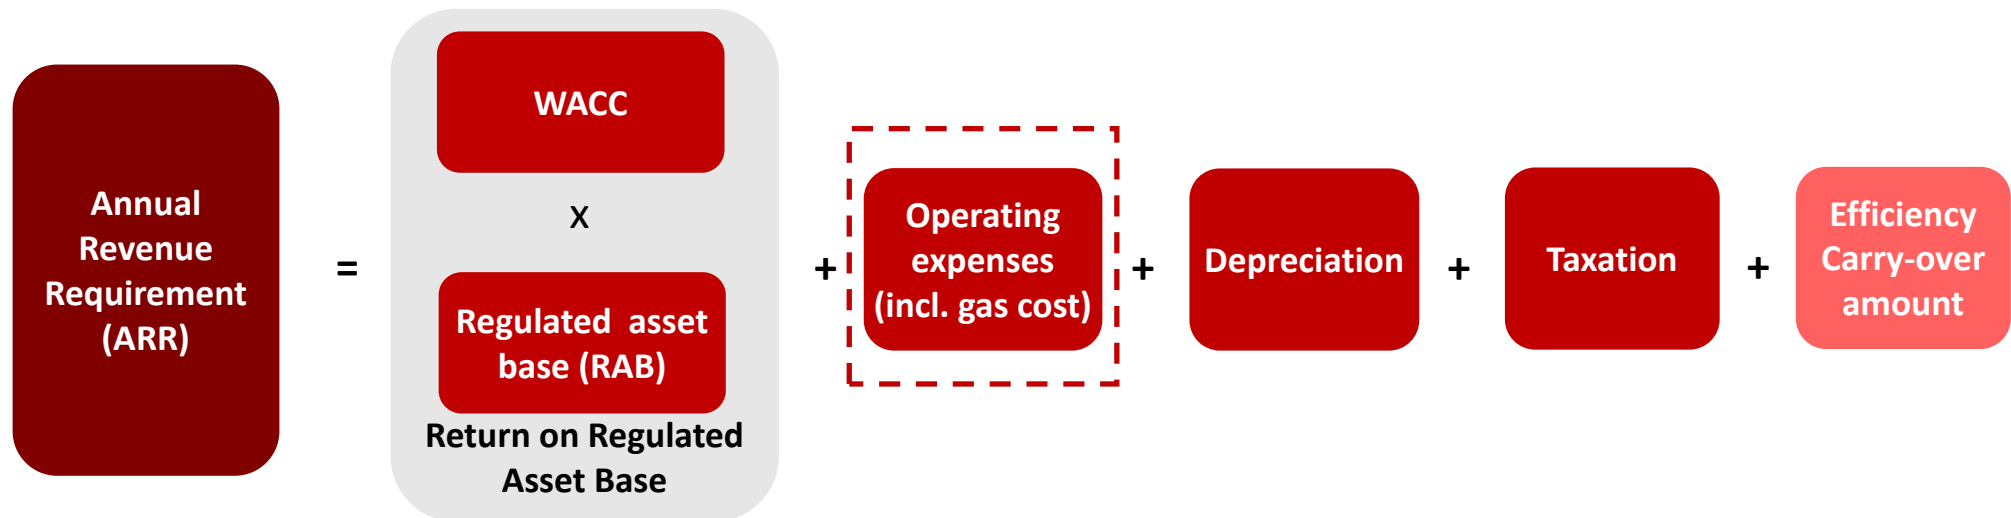 Annual
Revenue
Requirement
(ARR)
=
WACC
x
Regulated asset
base (RAB)
Return on Regulated
Asset Base
+
Operating
expenses
(incl. gas cost)
+
Depreciation
+
Taxation
+
Efficiency
Carry-over
amount